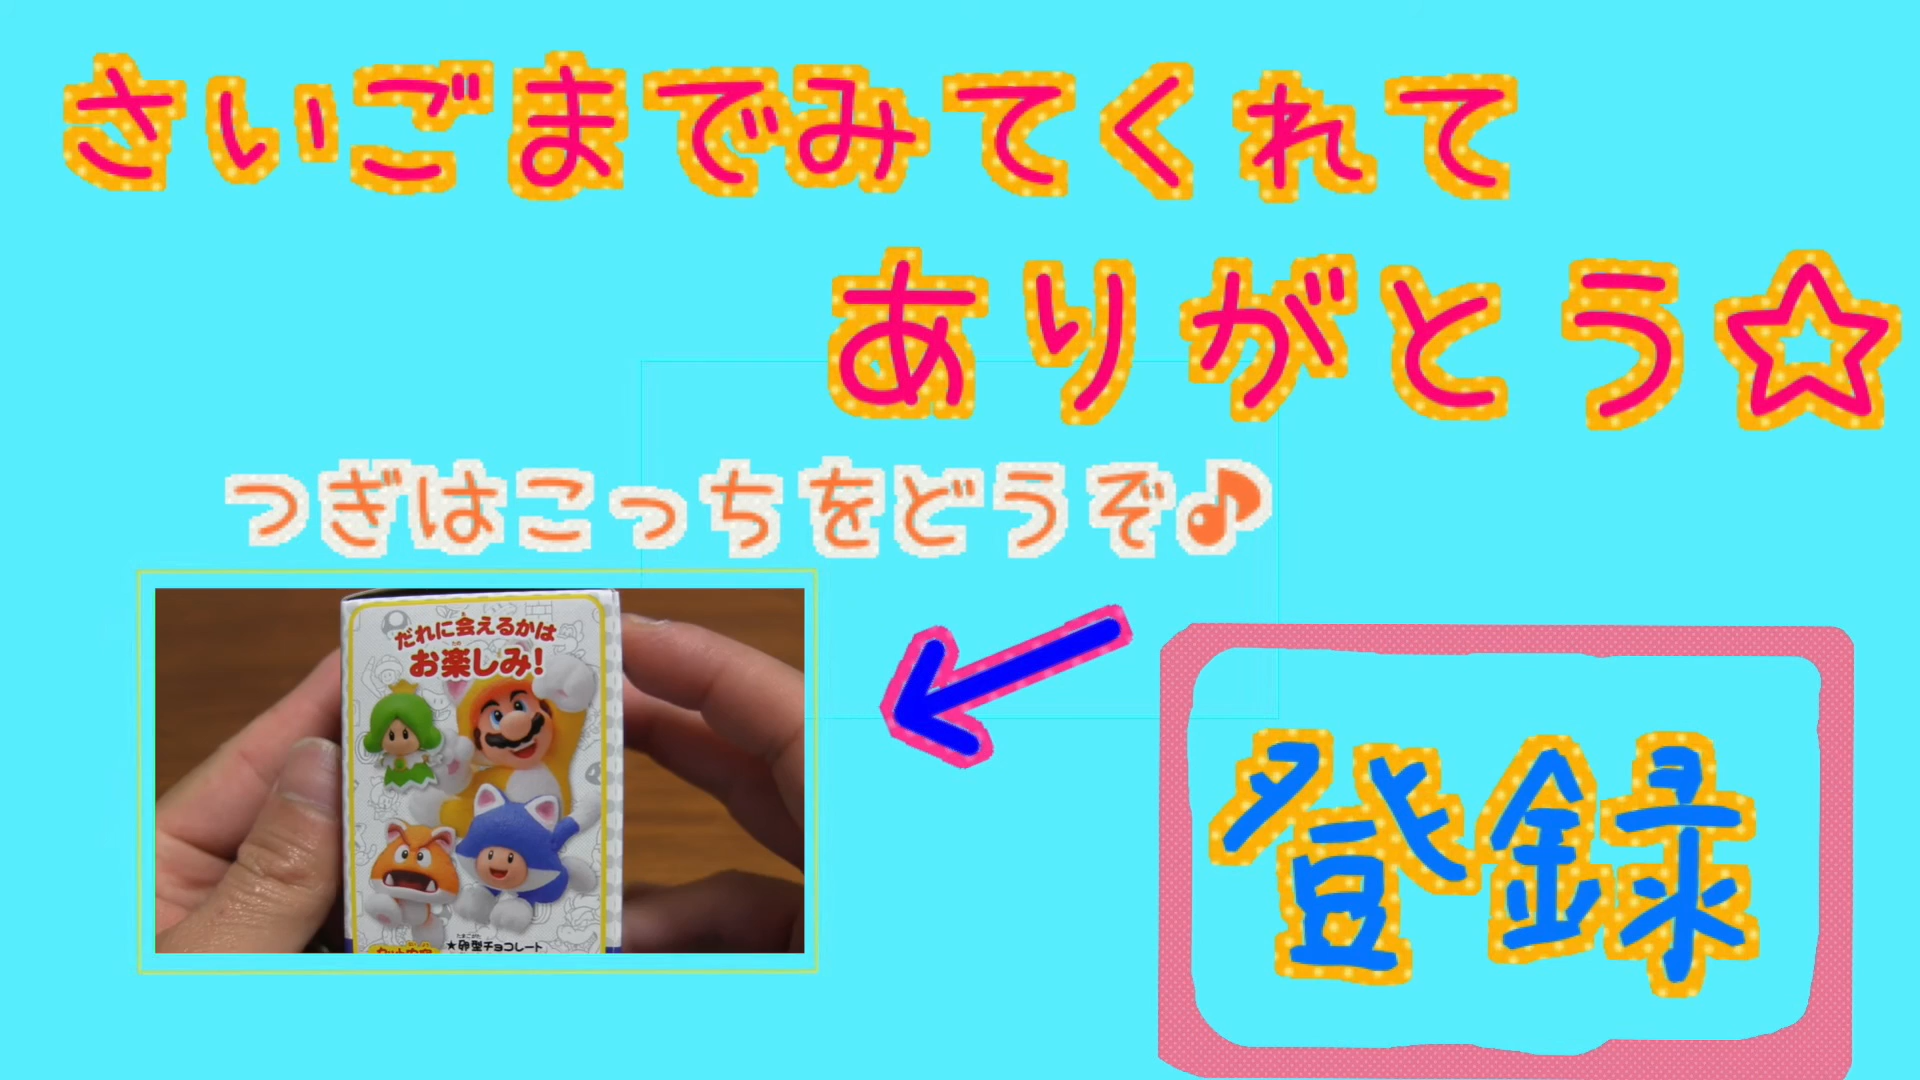 さいごまでみてくれて
ありがとう☆
つぎはこっちをどうぞ♪
だれに会えるかは
お楽しみ!
★卵型チョコレート
登録